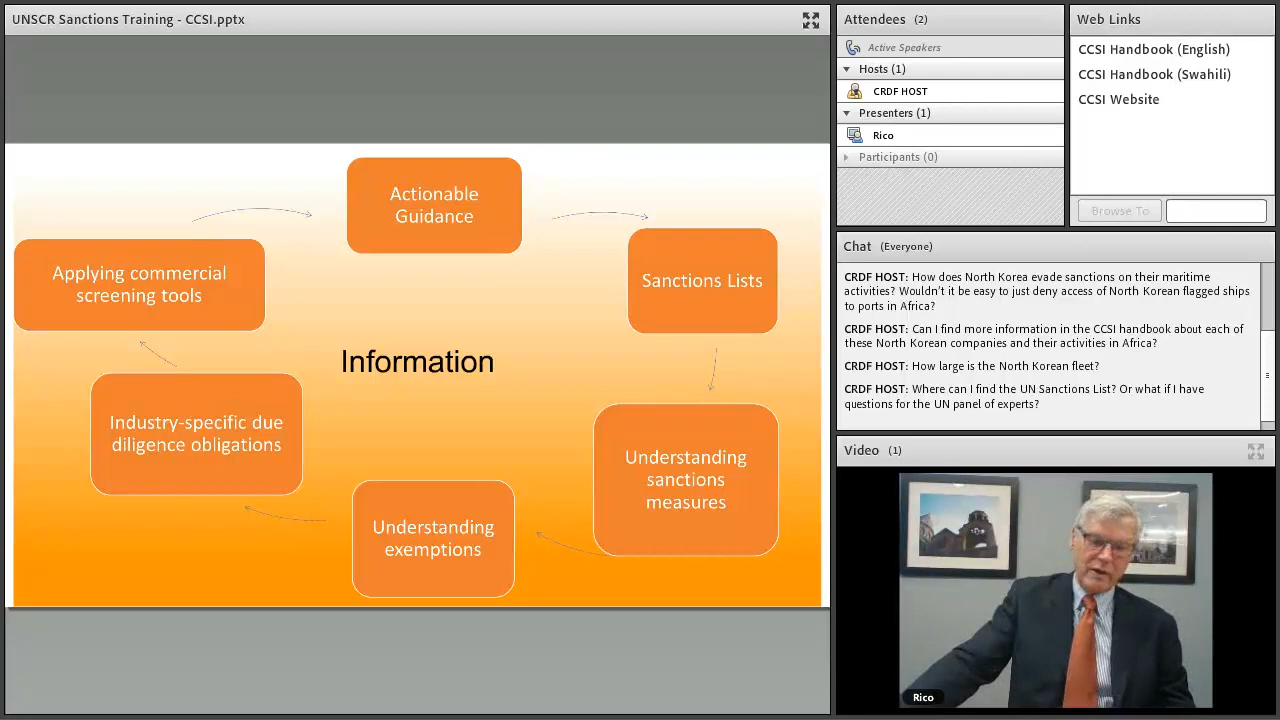 UNSCR Sanctions Training - CCSI.pptx
Actionable
Guidance
Sanctions Lists
Applying commercial
screening tools
Information
Industry-specific due
diligence obligations
Understanding
sanctions
measures
Understanding
exemptions
Attendees (2)
Active Speakers
Hosts (1)
CRDF HOST
Presenters (1)
Rico
Participants (0)
Web Links
CCSI Handbook (English)
CCSI Handbook (Swahili)
CCSI Website
Browse To
Chat (Everyone)
CRDF HOST: How does North Korea evade sanctions on their maritime
activities? Wouldn't it be easy to just deny access of North Korean flagged ships
to ports in Africa?
CRDF HOST: Can I find more information in the CCSI handbook about each of
these North Korean companies and their activities in Africa?
CRDF HOST: How large is the North Korean fleet?
CRDF HOST: Where can I find the UN Sanctions List? Or what if I have
questions for the UN panel of experts?
Video (1)
Rico